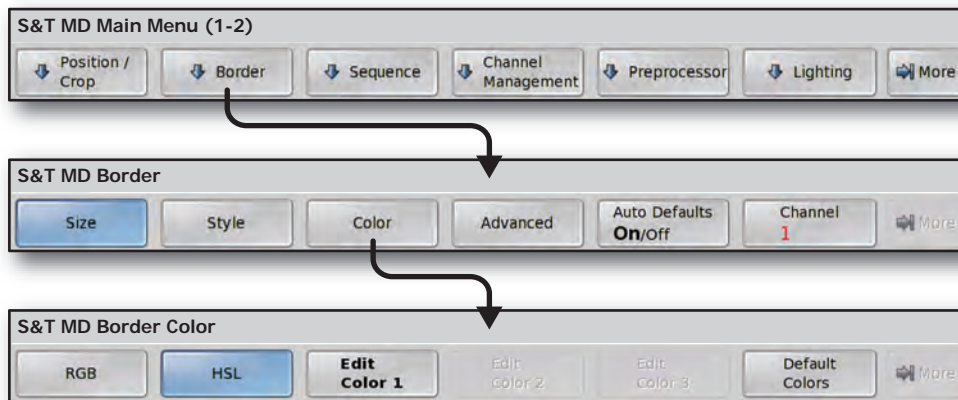 S&T MD Main Menu (1-2)
Position / Crop
Border
Sequence
Channel Management
Preprocessor
Lighting
More
S&T MD Border
Size
Style
Color
Advanced
Auto Defaults
On/Off
Channel
1
More
S&T MD Border Color
RGB
HSL
Edit
Color 1
Edit
Color 2
Edit
Color 3
Default
Colors
More